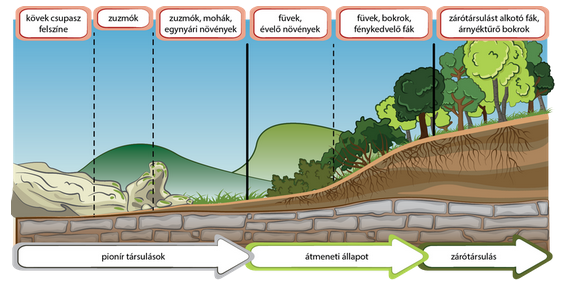 kövek csupasz
felszíne
zuzmók
zuzmók, mohák,
egynyári növények
füvek,
évelő növények
füvek, bokrok,
fénykedvelő fák
zárótársulást alkotó fák,
árnyéktűrő bokrok
pionír társulások
átmeneti állapot
zárótársulás